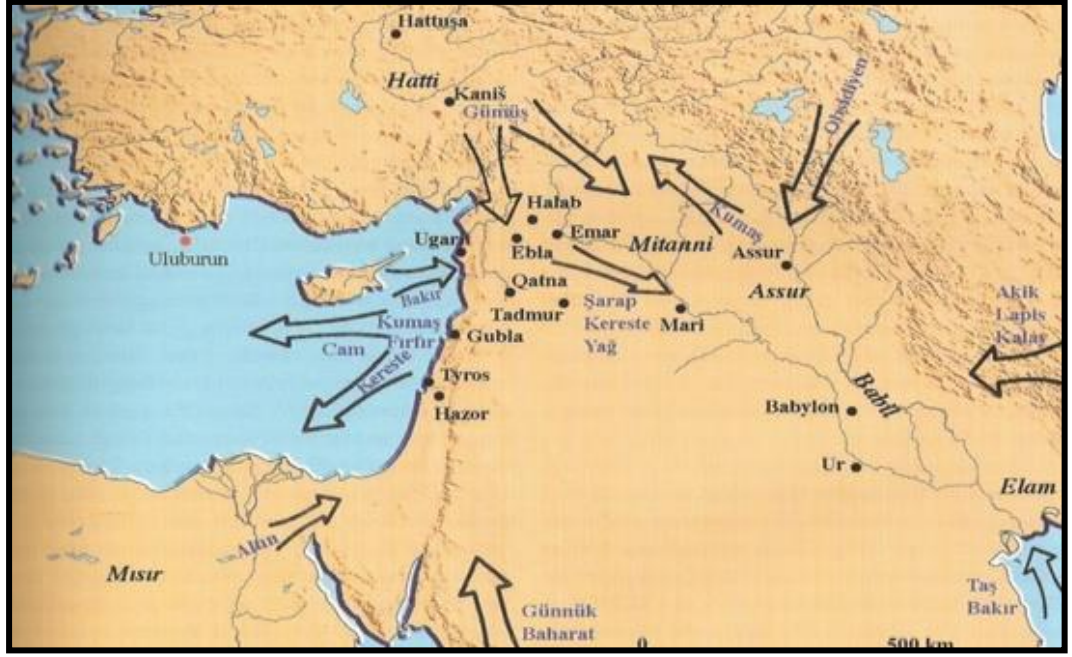 Hattuşa
Hatti
Kaniš
Gümüş
Obsidiyen
Halab
Ugarit
Ebla
Emar
Mitanni
Kumaş
Assur
Assur
Uluburun
Bakır
Qatna
Tadmur
Şarap
Kereste
Yağ
Mari
Akik
Lapis
Kalay
Kumaş
Fırfır
Cam
Gubla
Kereste
Tyros
Hazor
Babylon
Babil
Ur
Elam
Altın
Mısır
Günnük
Baharat
Taş
Bakır
0
500 km